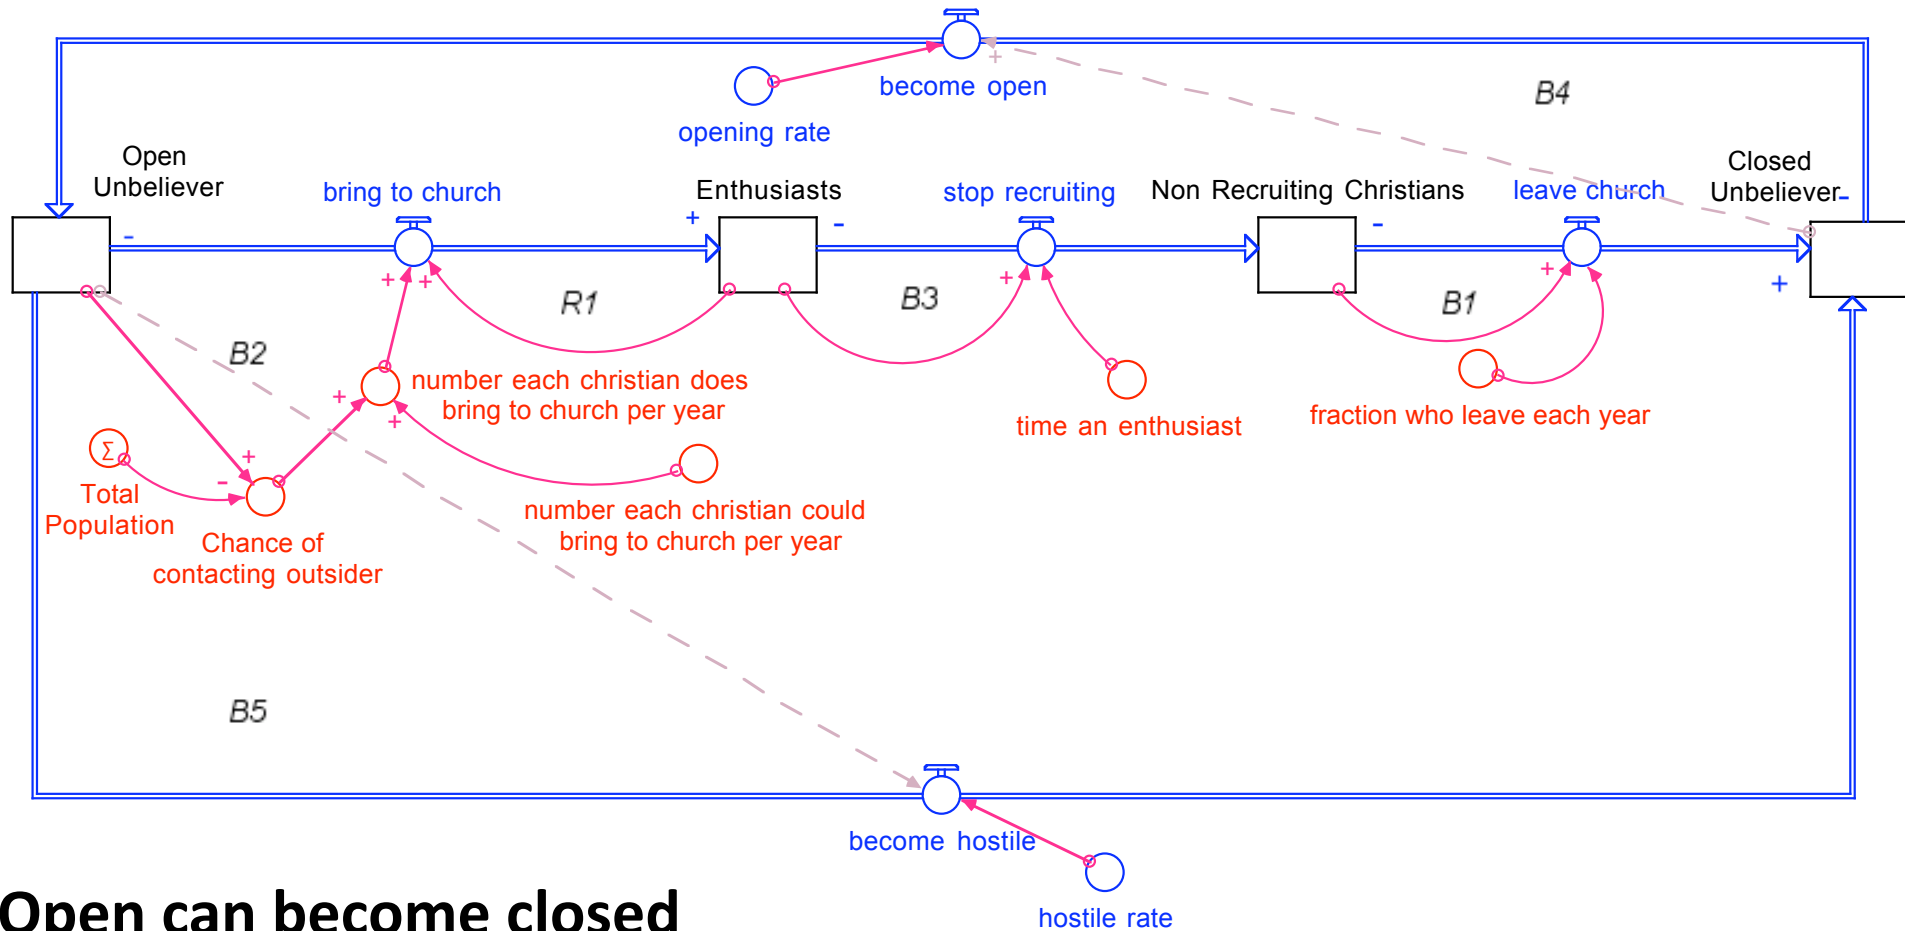 become open
opening rate
B4
Open
Unbeliever
bring to church
Enthusiasts
stop recruiting
Non Recruiting Christians
leave church
Closed
Unbeliever
-
-
+
-
-
+
+
+
+
+
+
R1
B3
B1
B2
number each christian does
bring to church per year
+
+
time an enthusiast
fraction who leave each year
Σ
Total
Population
+
-
Chance of
contacting outsider
number each christian could
bring to church per year
B5
become hostile
hostile rate
Open can become closed